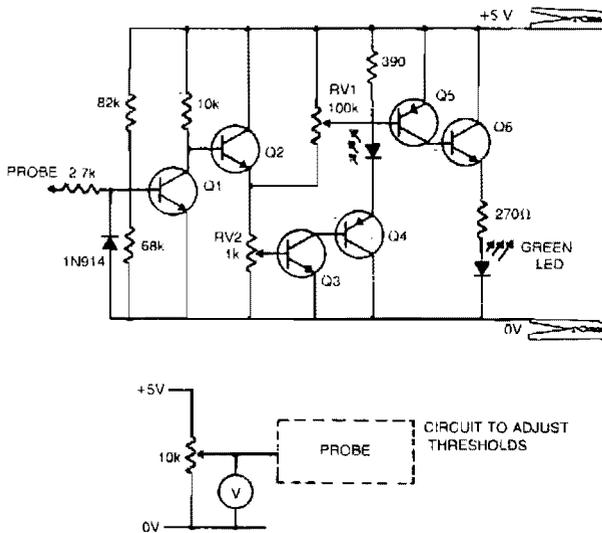 +5 V
390
RV1
100k
Q5
82k
10k
Q6
Q2
PROBE 2.7k
Q1
270Ω
RV2
1k
Q4
68k
1N914
Q3
GREEN
LED
0V
+5V
CIRCUIT TO ADJUST
THRESHOLDS
PROBE
10k
V
0V